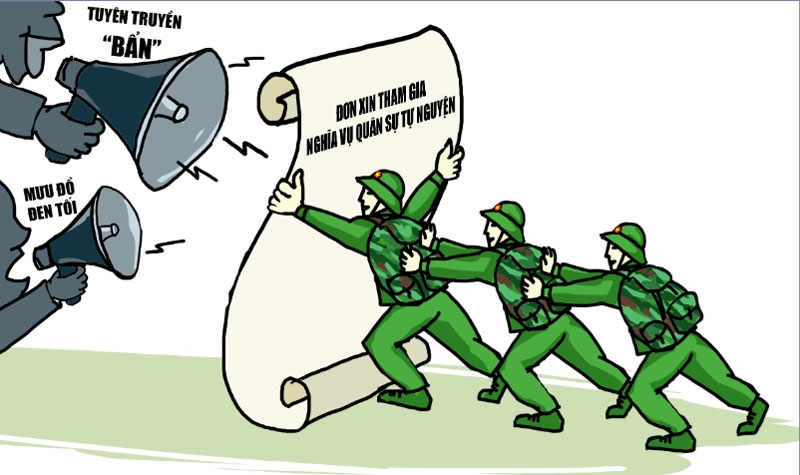 TUYÊN TRUYỀN
“BẨN”
ĐƠN XIN THAM GIA
NGHĨA VỤ QUÂN SỰ TỰ NGUYỆN
MƯU ĐỒ
ĐEN TỐI